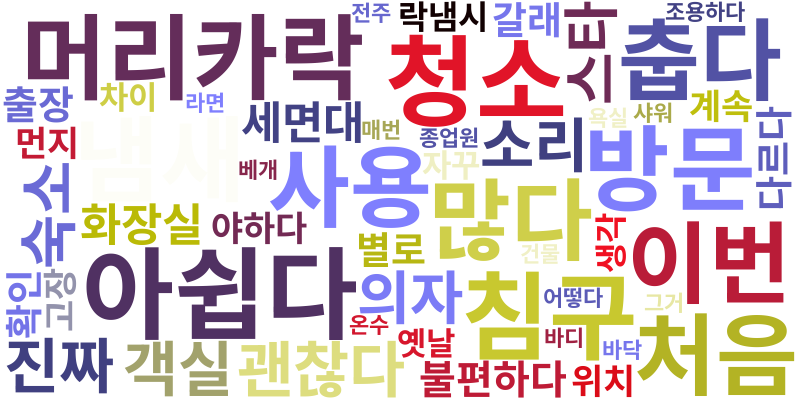 전주 락냄시 갈래 스타 조용하다
머리카락 청소 춥다
출장 차이 라면 세면대 매번 종업원 소리 욕실 샤워 계속
먼지 냄새 베개 사용 자꾸 방문 다르다
숙소 화장실 야하다 별로 많다 건물 생각 이번
확인 고장 아쉽다 의자 침구 어떻다 그거
진짜 객실 온수 괜찮다 옛날 불편하다 바디 바닥 위치 처음